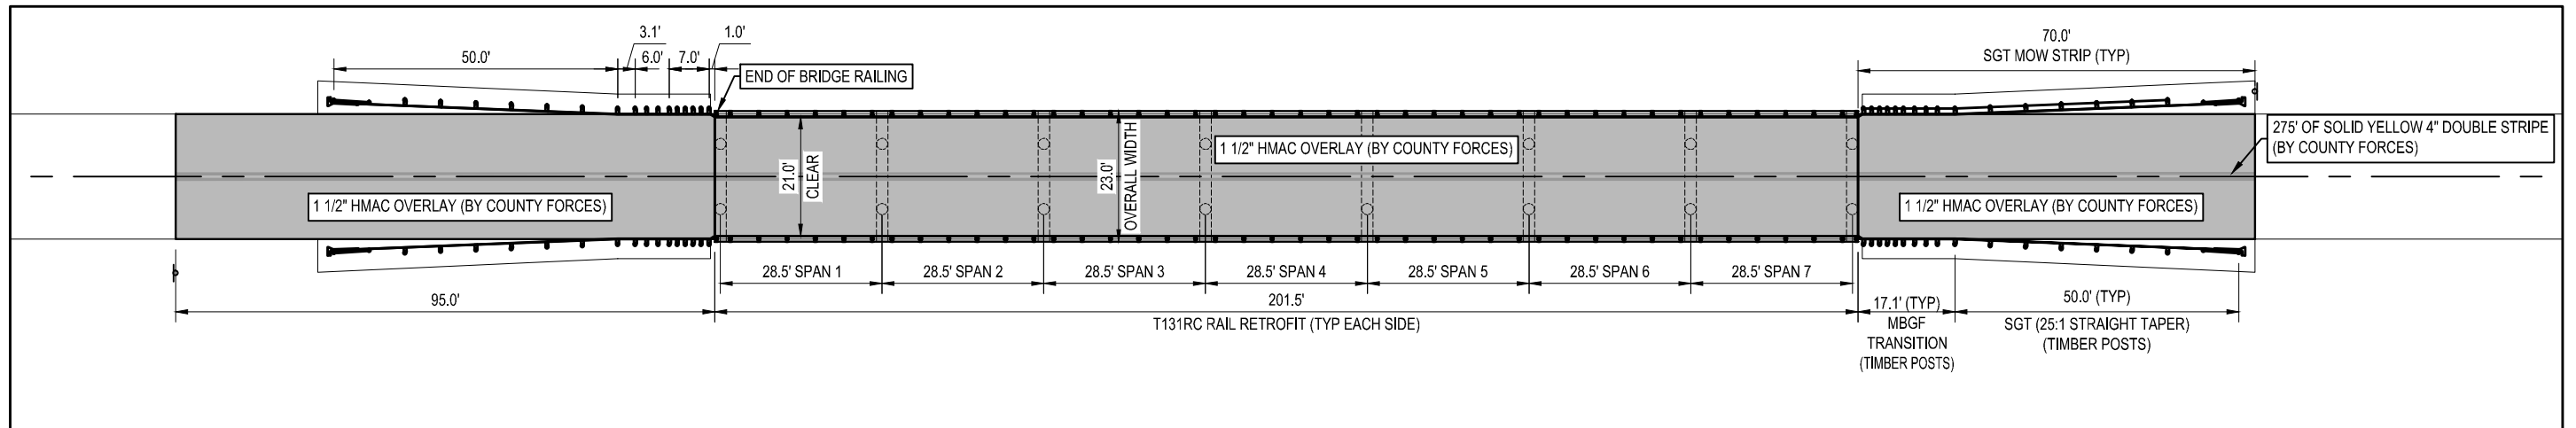 3.1'
1.0'
50.0'
6.0'
7.0'
END OF BRIDGE RAILING
70.0'
SGT MOW STRIP (TYP)
21.0'
CLEAR
23.0'
OVERALL WIDTH
1 1/2" HMAC OVERLAY (BY COUNTY FORCES)
275' OF SOLID YELLOW 4" DOUBLE STRIPE
(BY COUNTY FORCES)
1 1/2" HMAC OVERLAY (BY COUNTY FORCES)
1 1/2" HMAC OVERLAY (BY COUNTY FORCES)
28.5' SPAN 1
28.5' SPAN 2
28.5' SPAN 3
28.5' SPAN 4
28.5' SPAN 5
28.5' SPAN 6
28.5' SPAN 7
95.0'
201.5'
T131RC RAIL RETROFIT (TYP EACH SIDE)
17.1' (TYP)
MBGF
TRANSITION
(TIMBER POSTS)
50.0' (TYP)
SGT (25:1 STRAIGHT TAPER)
(TIMBER POSTS)